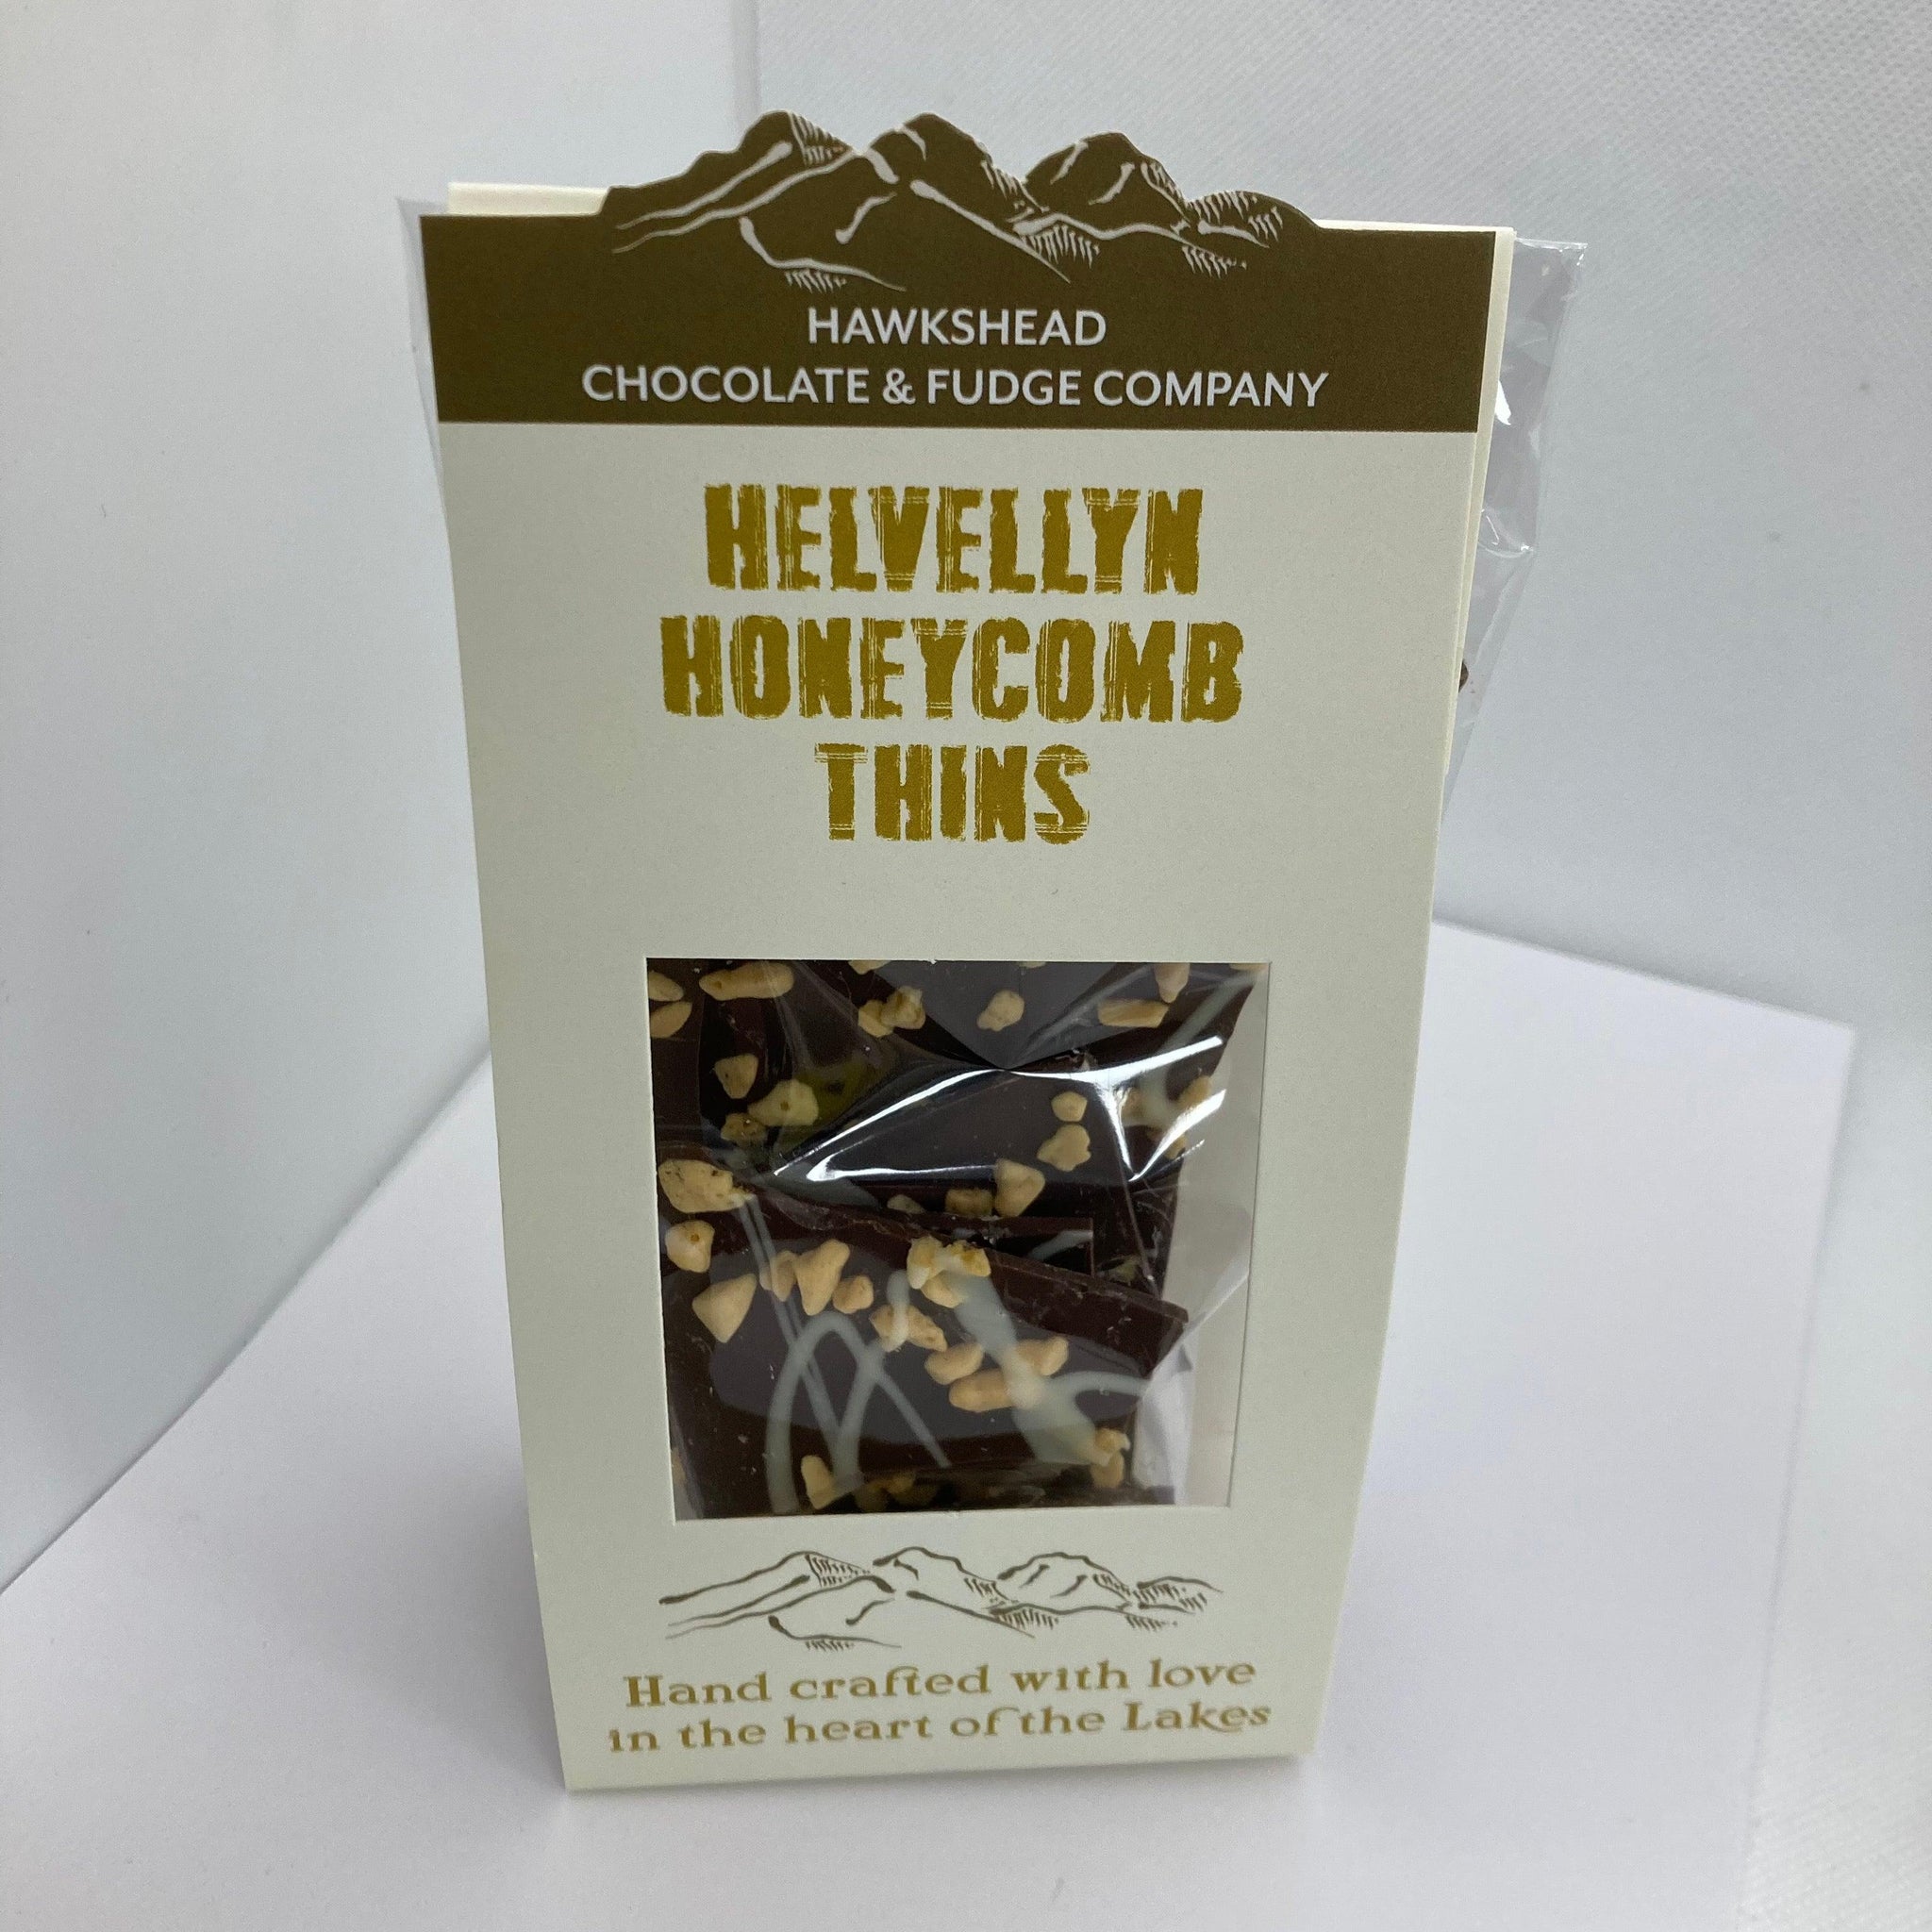 HAWKSHEAD
CHOCOLATE & FUDGE COMPANY
HELVELLYN
HONEYCOMB
THINS
Hand crafted with love
in the heart of the Lakes